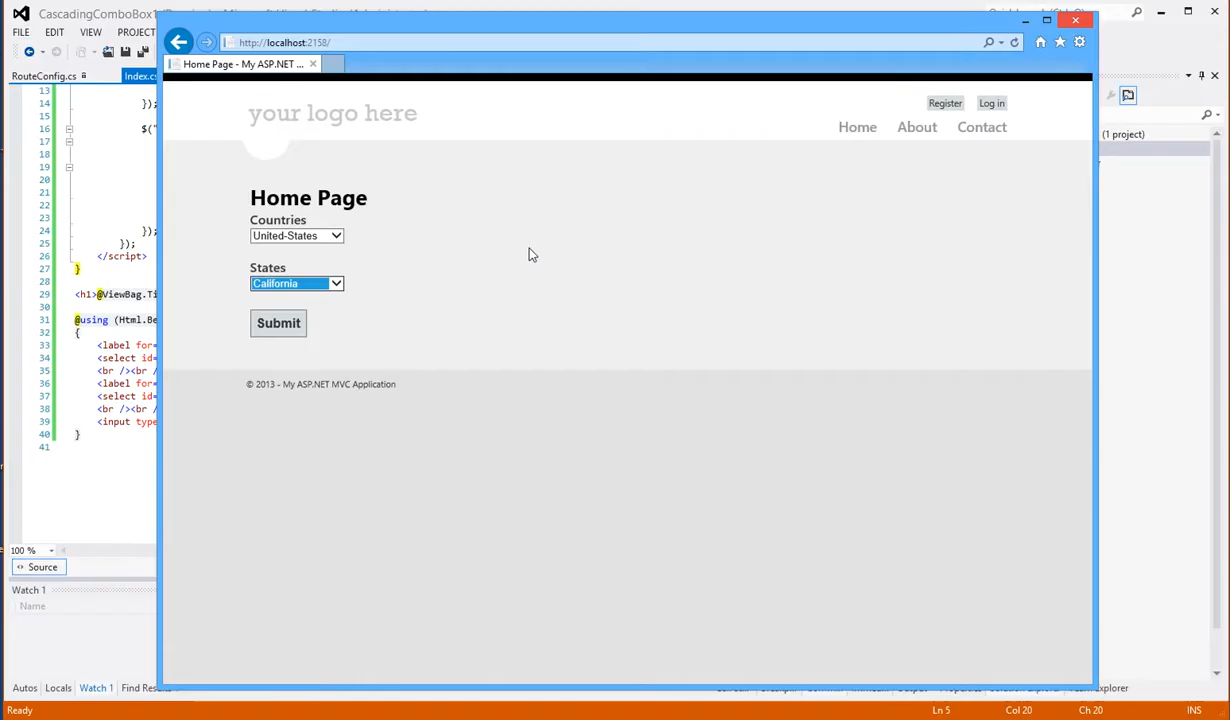 CascadingComboBox1
FILE EDIT VIEW PROJECT
http://localhost:2158/
RouteConfig.cs
Index.cs
Home Page - My ASP.NET ...
(1 project)
your logo here
Register Log in
Home About Contact
Home Page
Countries
United-States
States
California
Submit
© 2013 - My ASP.NET MVC Application
13
14 });
15
16 $("
17
18
19
20
21
22
23
24 });
25 });
26 </script>
27 }
28
29 <h1>@ViewBag.Ti
30
31 @using (Html.Be
32 {
33 <label for=
34 <select id=
35 <br /><br /
36 <label for=
37 <select id=
38 <br /><br /
39 <input type
40 }
41
100 %
Source
Watch 1
Name
Autos Locals Watch 1 Find Results
Ready Ln 5 Col 20 Ch 20 INS